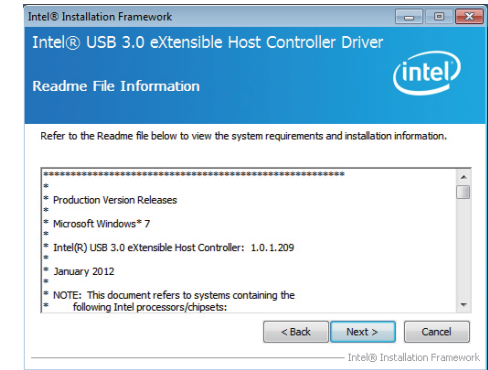 Intel® Installation Framework
Intel® USB 3.0 eXtensible Host Controller Driver
Readme File Information
intel
Refer to the Readme file below to view the system requirements and installation information.
*******************************************************
*
* Production Version Releases
*
* Microsoft Windows* 7
*
* Intel(R) USB 3.0 eXtensible Host Controller: 1.0.1.209
*
* January 2012
*
* NOTE: This document refers to systems containing the
* following Intel processors/chipsets:
< Back Next > Cancel
Intel® Installation Framework